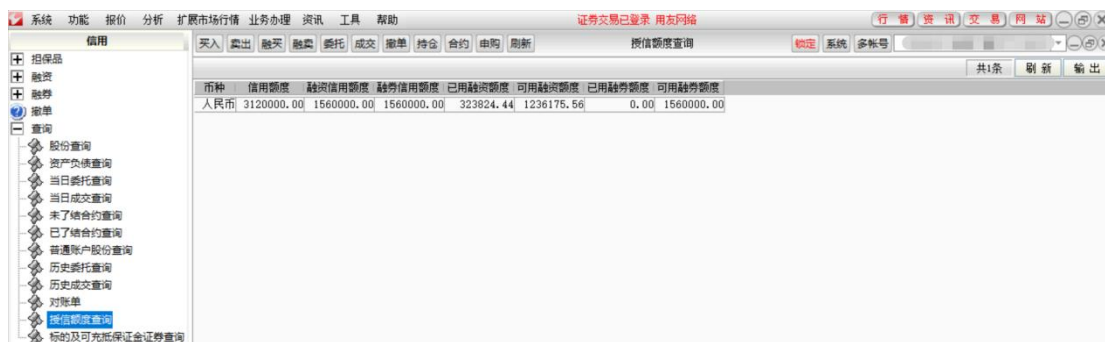 系统 功能 报价 分析 扩展市场行情 业务办理 资讯 工具 帮助 证券交易已登录 用友网络 行情 资讯 交易 网站
信用 买入 卖出 融买 融卖 委托 成交 撤单 持仓 合约 申购 刷新 授信额度查询 锁定 系统 多帐号
共1条 刷新 输出
币种 信用额度 融资信用额度 融券信用额度 已用融资额度 可用融资额度 已用融券额度 可用融券额度
人民币 3120000.00 1560000.00 1560000.00 323824.44 1236175.56 0.00 1560000.00
担保品
融资
融券
撤单
查询
股份查询
资产负债查询
当日委托查询
当日成交查询
未了结合约查询
已了结合约查询
普通账户股份查询
历史委托查询
历史成交查询
对账单
授信额度查询
标的及可充抵保证金证券查询